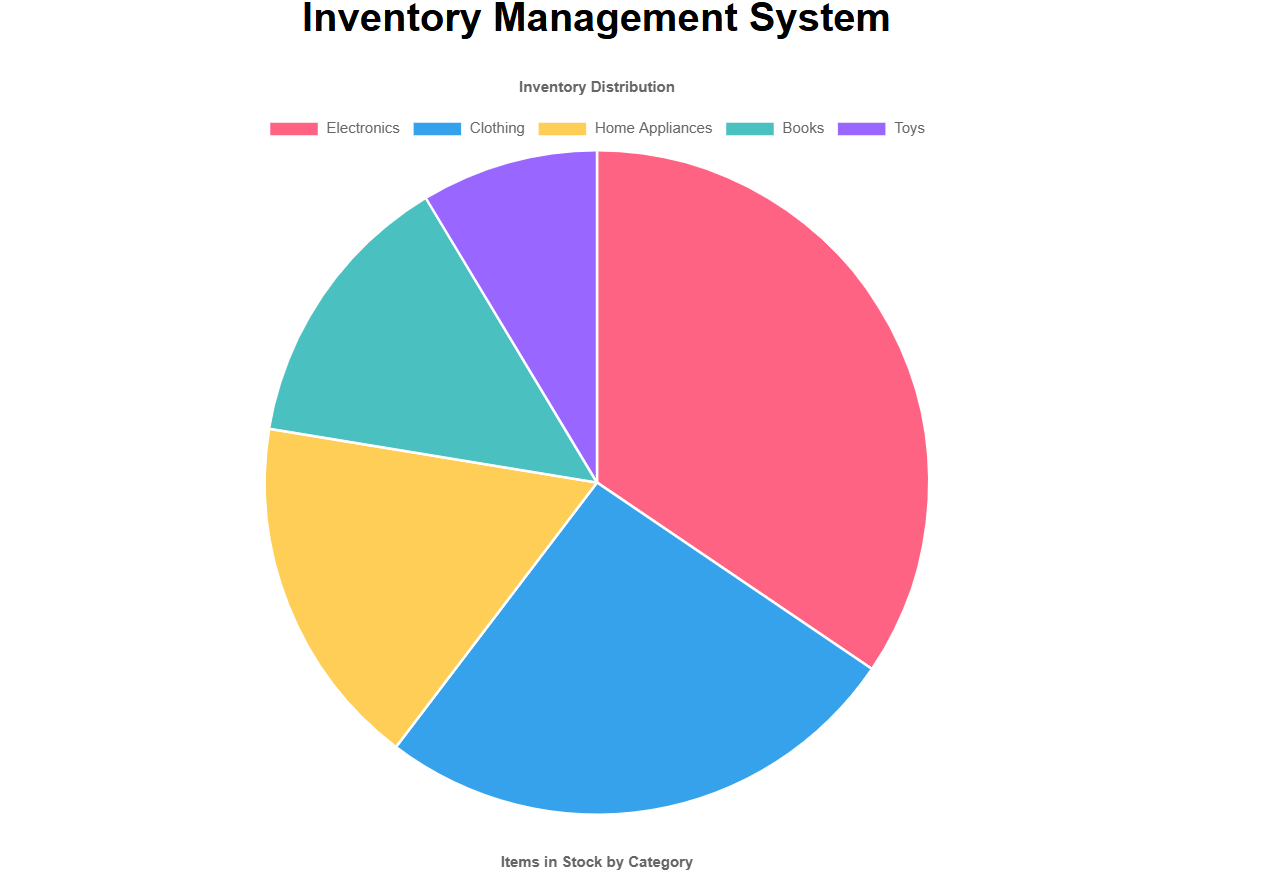 Inventory Management System
Inventory Distribution
Electronics Clothing Home Appliances Books Toys
Items in Stock by Category